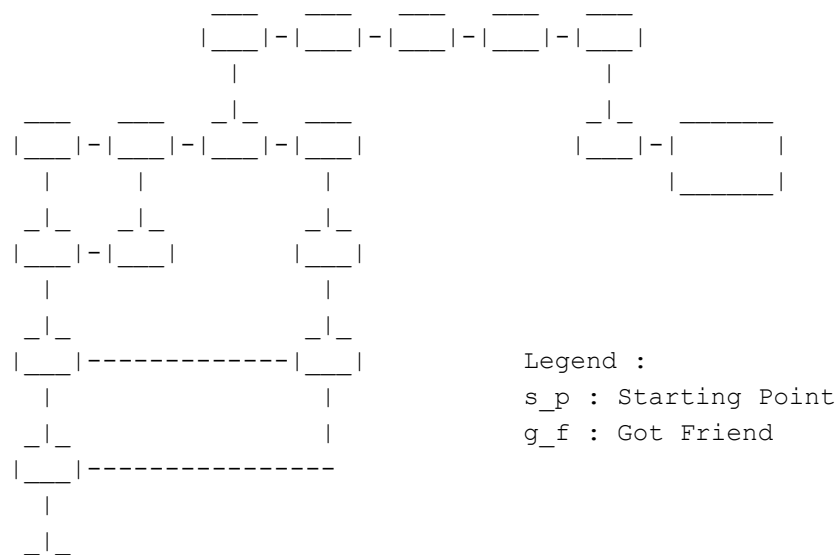 Legend :
s_p : Starting Point
g_f : Got Friend